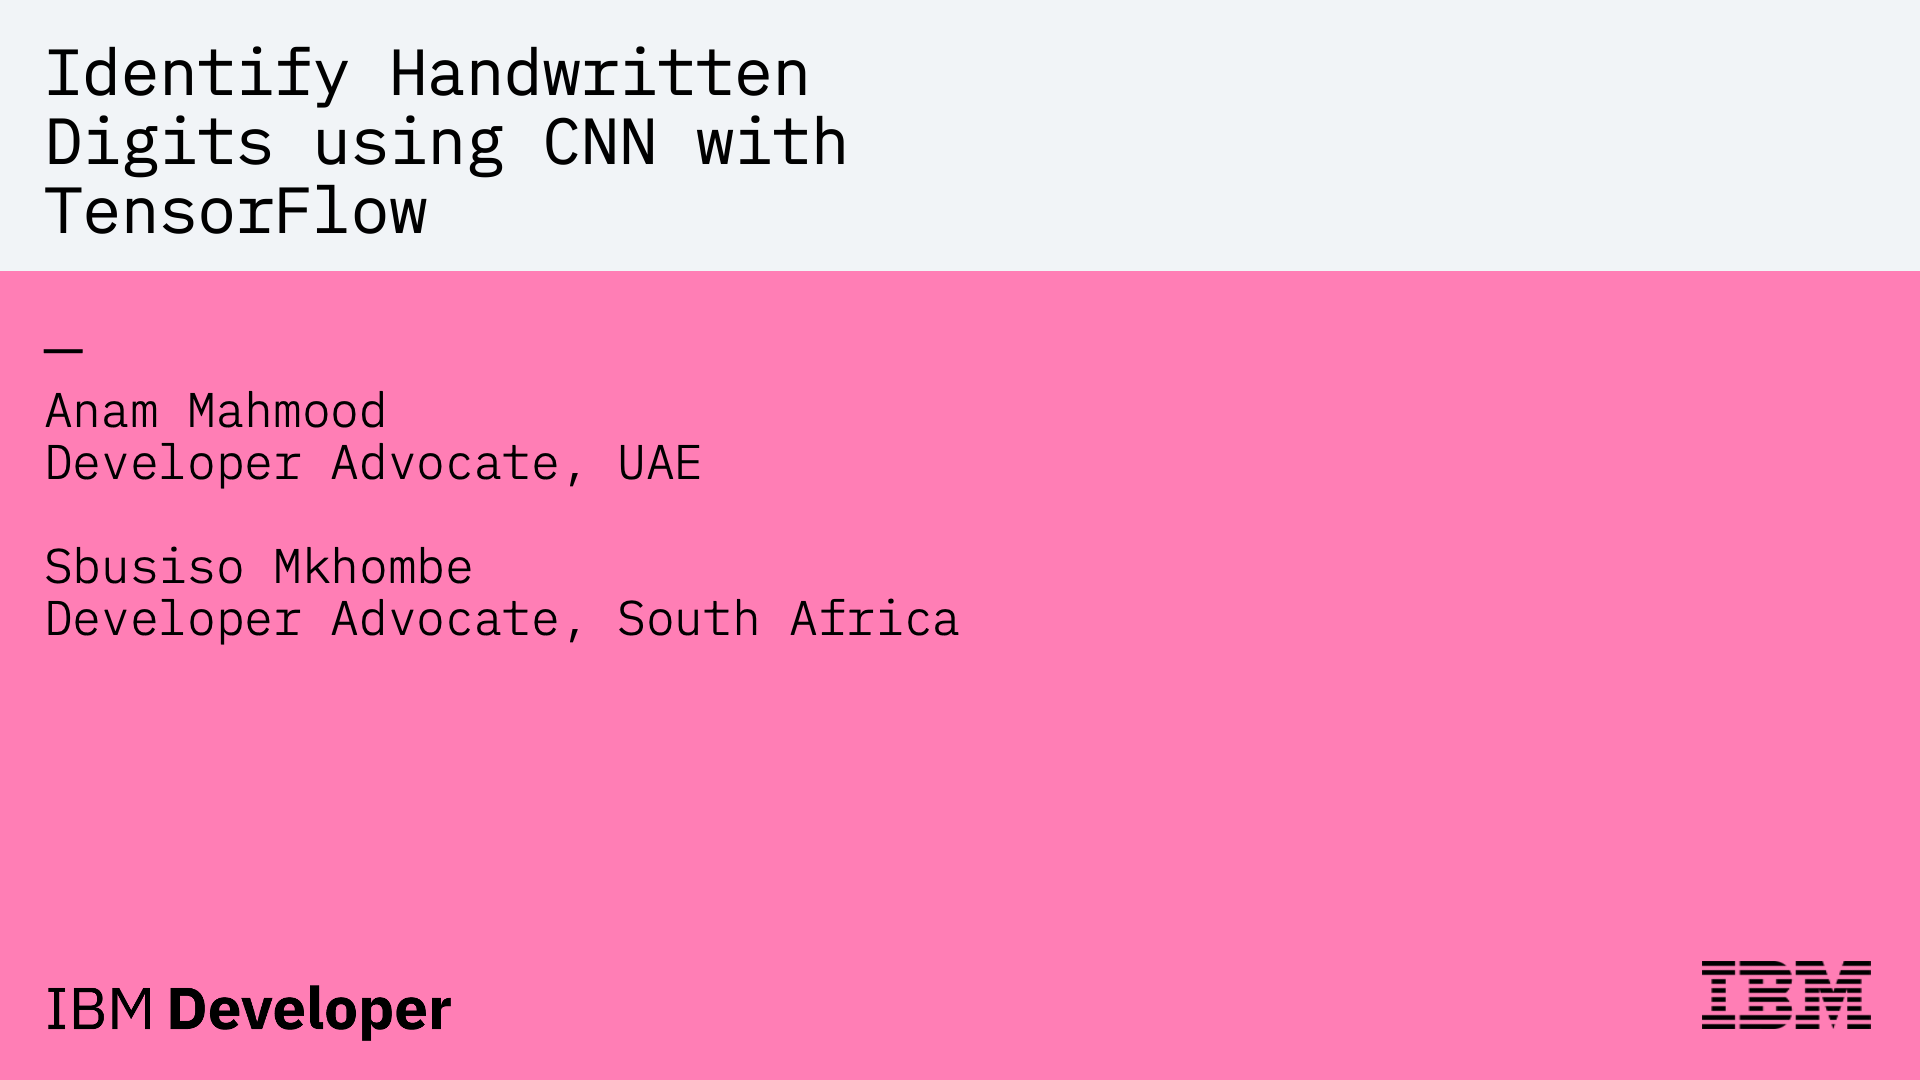 Identify Handwritten
Digits using CNN with
TensorFlow
—
Anam Mahmood
Developer Advocate, UAE
Sbusiso Mkhombe
Developer Advocate, South Africa
IBM Developer
IBM